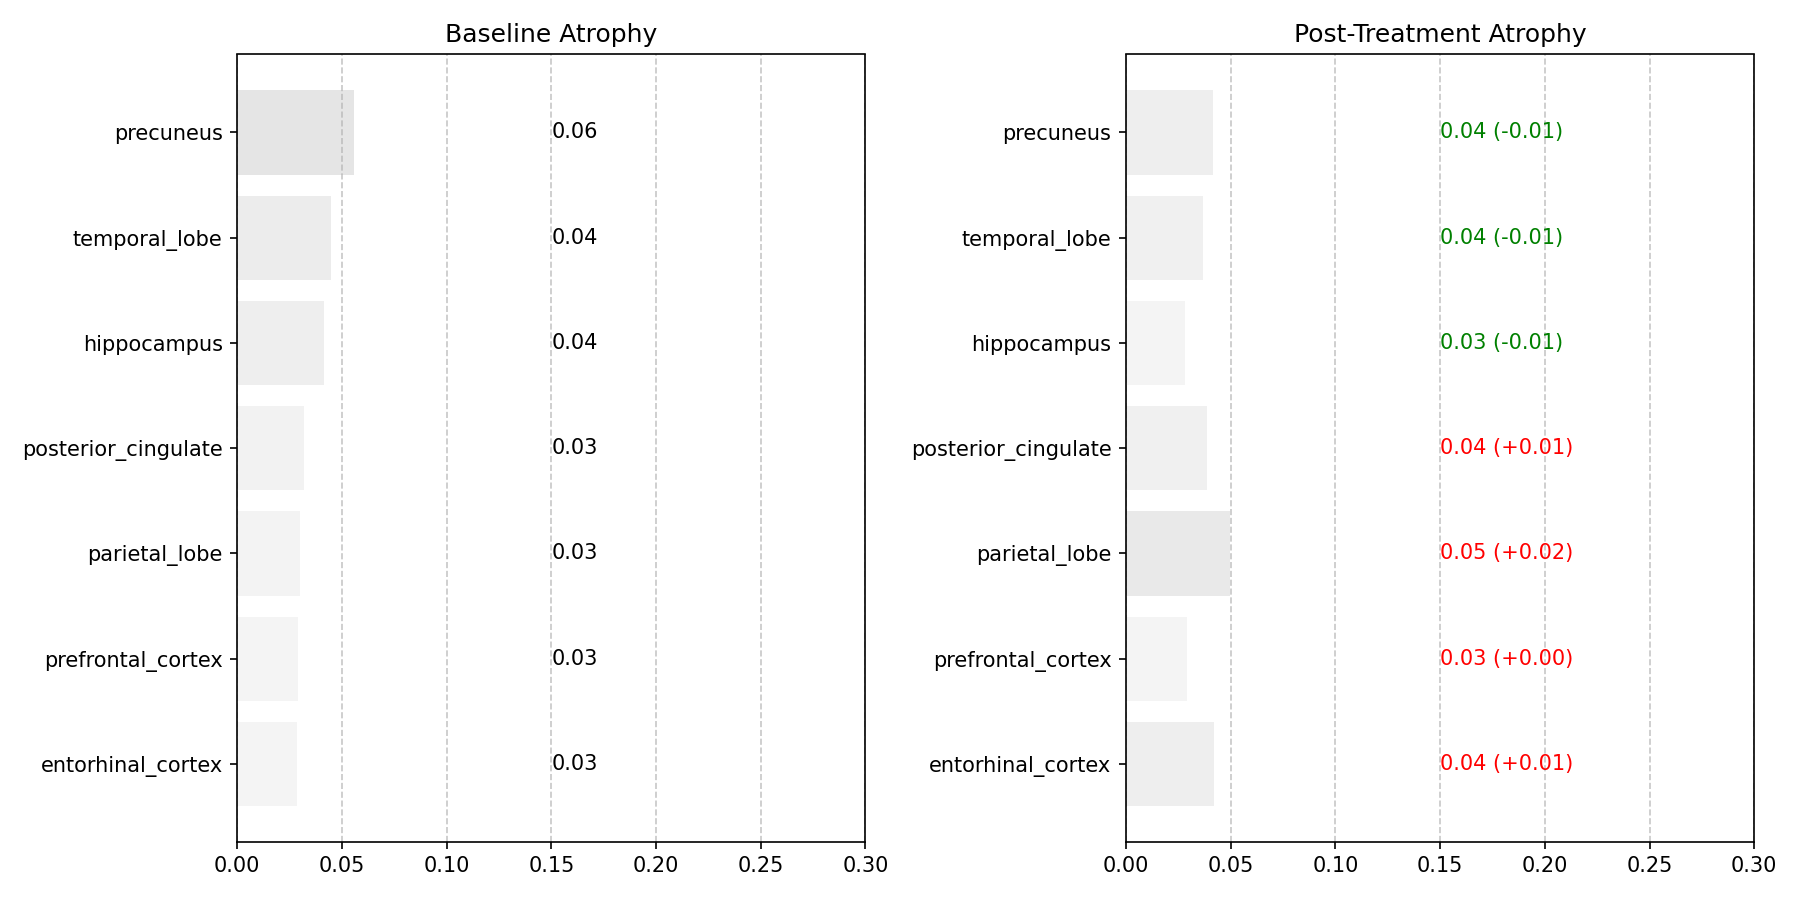 Baseline Atrophy
precuneus 0.06
temporal_lobe 0.04
hippocampus 0.04
posterior_cingulate 0.03
parietal_lobe 0.03
prefrontal_cortex 0.03
entorhinal_cortex 0.03
0.00 0.05 0.10 0.15 0.20 0.25 0.30
Post-Treatment Atrophy
precuneus 0.04 (-0.01)
temporal_lobe 0.04 (-0.01)
hippocampus 0.03 (-0.01)
posterior_cingulate 0.04 (+0.01)
parietal_lobe 0.05 (+0.02)
prefrontal_cortex 0.03 (+0.00)
entorhinal_cortex 0.04 (+0.01)
0.00 0.05 0.10 0.15 0.20 0.25 0.30